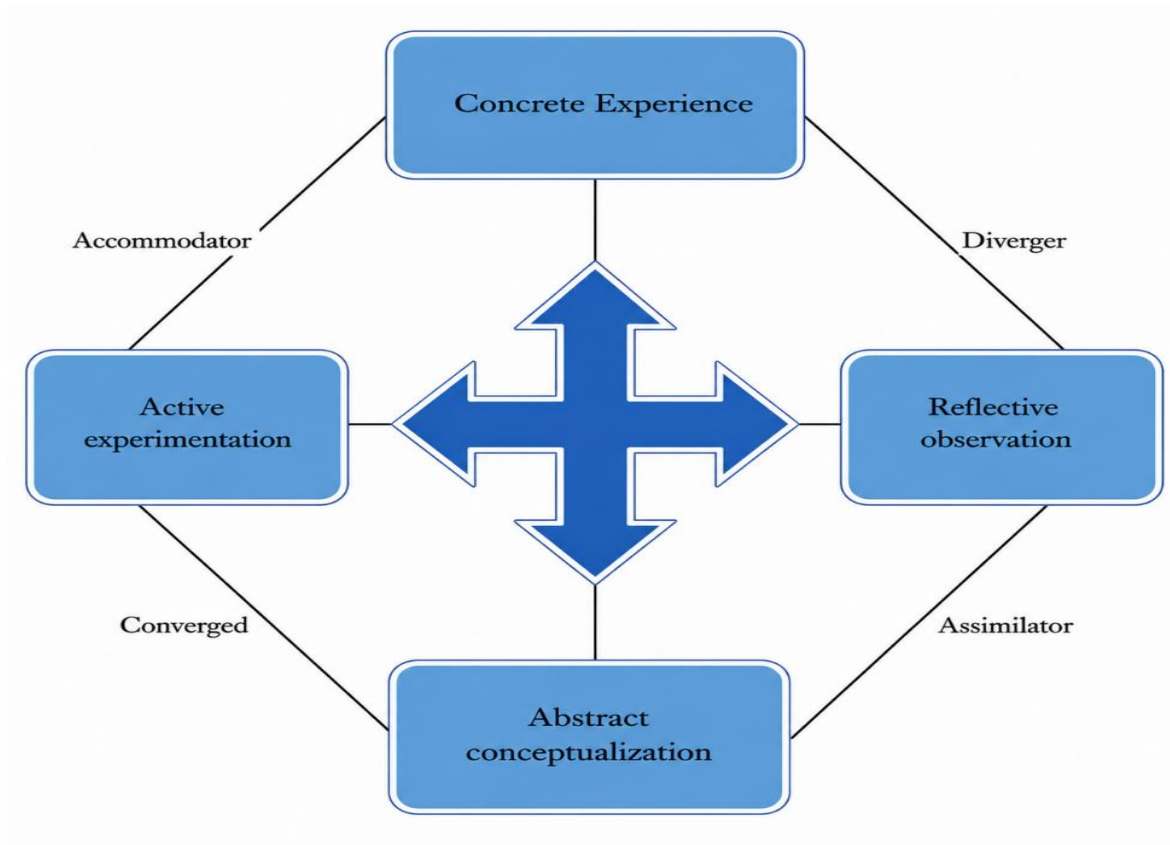 Concrete Experience
Accommodator
Diverger
Active
experimentation
Reflective
observation
Converged
Assimilator
Abstract
conceptualization